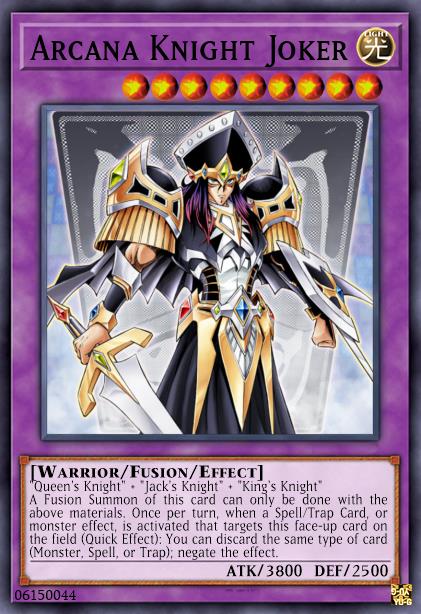 ARCANA KNIGHT JOKER
LIGHT
光
[WARRIOR/FUSION/EFFECT]
"Queen's Knight" + "Jack's Knight" + "King's Knight"
A Fusion Summon of this card can only be done with the
above materials. Once per turn, when a Spell/Trap Card, or
monster effect, is activated that targets this face-up card on
the field (Quick Effect): You can discard the same type of card
(Monster, Spell, or Trap); negate the effect.
ATK/3800 DEF/2500
06150044